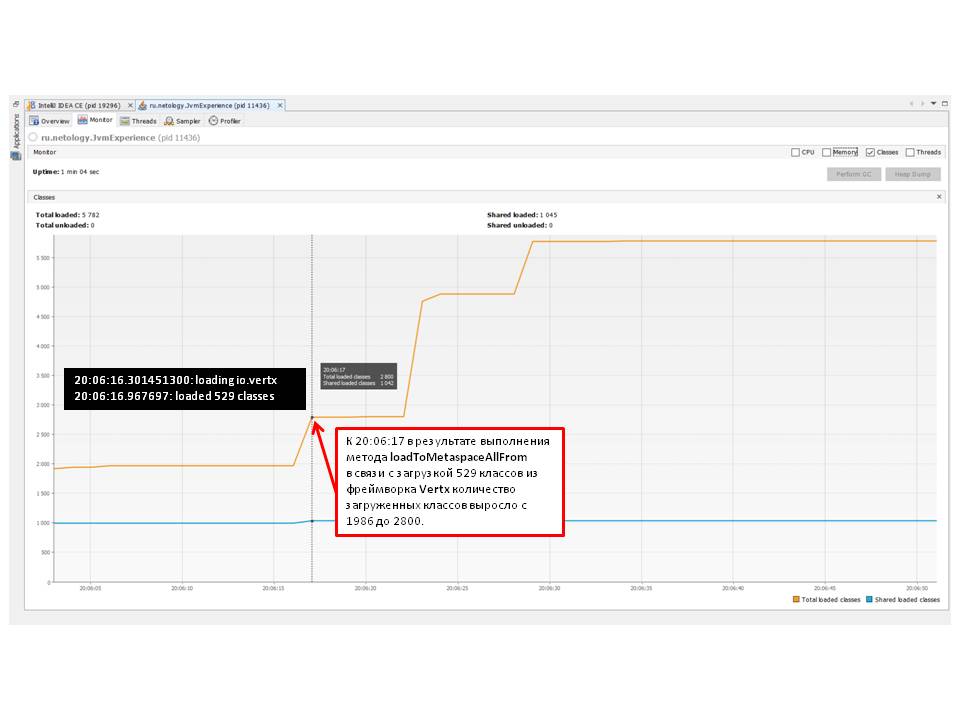 IntelliJ IDEA CE (pid 19296)
ru.netology.JvmExperience (pid 11436)
Applications
Overview
Monitor
Threads
Sampler
Profiler
ru.netology.JvmExperience (pid 11436)
Monitor
CPU
Memory
Classes
Threads
Uptime: 1 min 04 sec
Perform GC
Heap Dump
Classes
Total loaded: 5 782
Shared loaded: 1 045
Total unloaded: 0
Shared unloaded: 0
5 500
5 000
4 500
4 000
3 500
3 000
2 500
2 000
1 500
1 000
500
0
20:06:16.301451300: loading io.vertx
20:06:16.967697: loaded 529 classes
20:06:17
Total loaded classes 2 800
Shared loaded classes 1 042
К 20:06:17 в результате выполнения
метода loadToMetaspaceAllFrom
в связи с загрузкой 529 классов из
фреймворка Vertx количество
загруженных классов выросло с
1986 до 2800.
20:06:05
20:06:10
20:06:15
20:06:20
20:06:25
20:06:30
20:06:35
20:06:40
20:06:45
20:06:50
Total loaded classes
Shared loaded classes